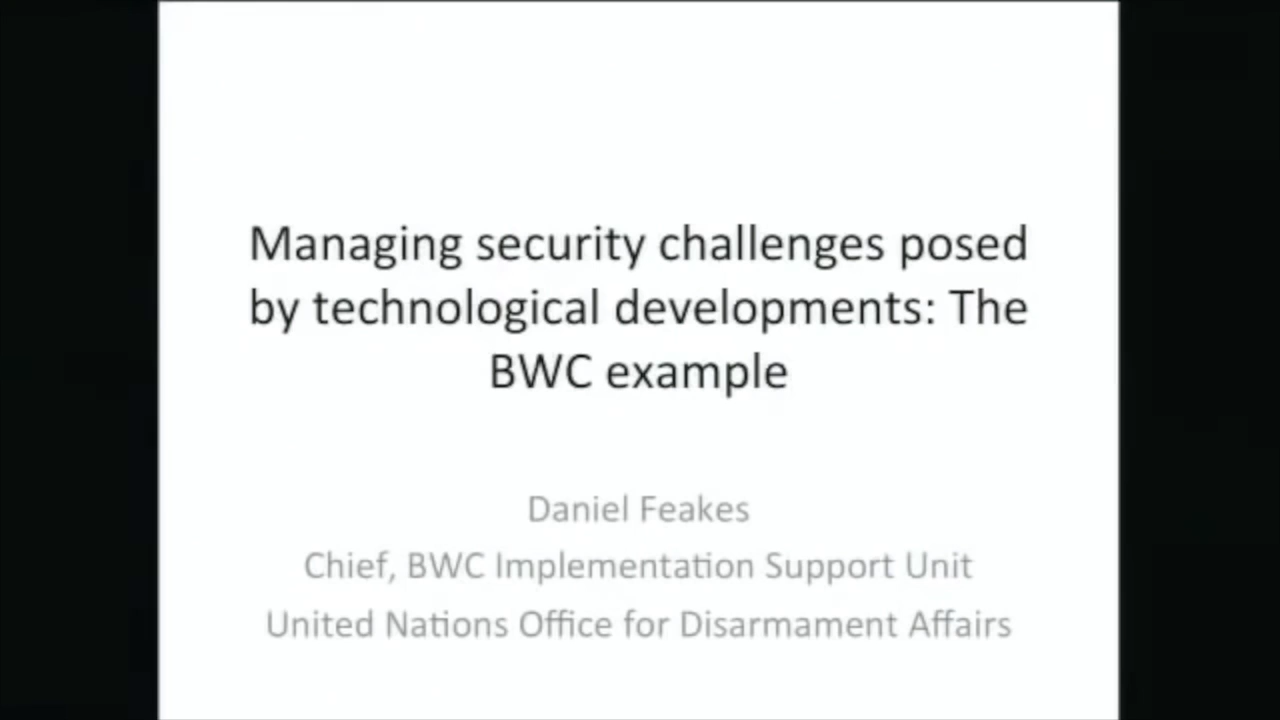 Managing security challenges posed
by technological developments: The
BWC example
Daniel Feakes
Chief, BWC Implementation Support Unit
United Nations Office for Disarmament Affairs